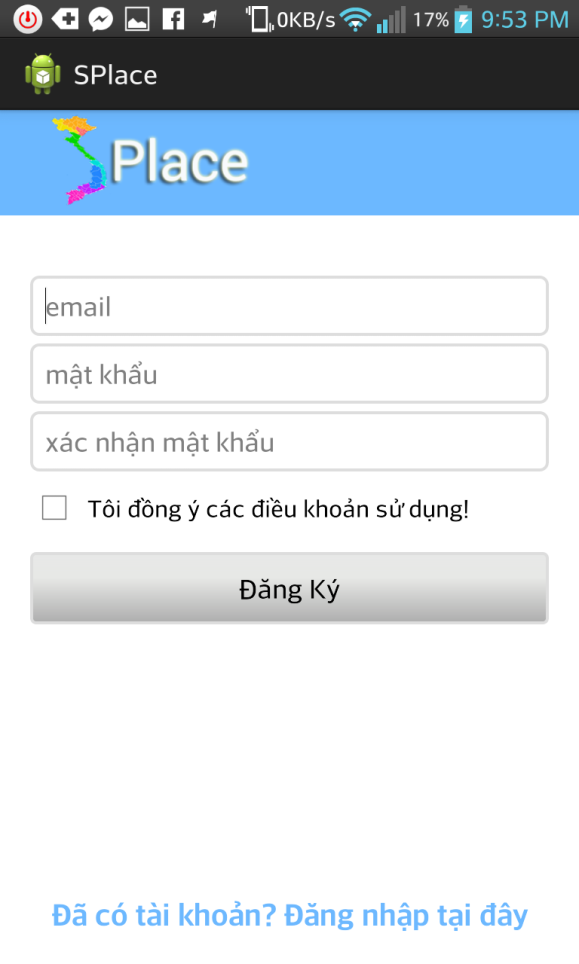 0KB/s 17% 9:53 PM
SPlace
SPlace
email
mật khẩu
xác nhận mật khẩu
Tôi đồng ý các điều khoản sử dụng!
Đăng Ký
Đã có tài khoản? Đăng nhập tại đây